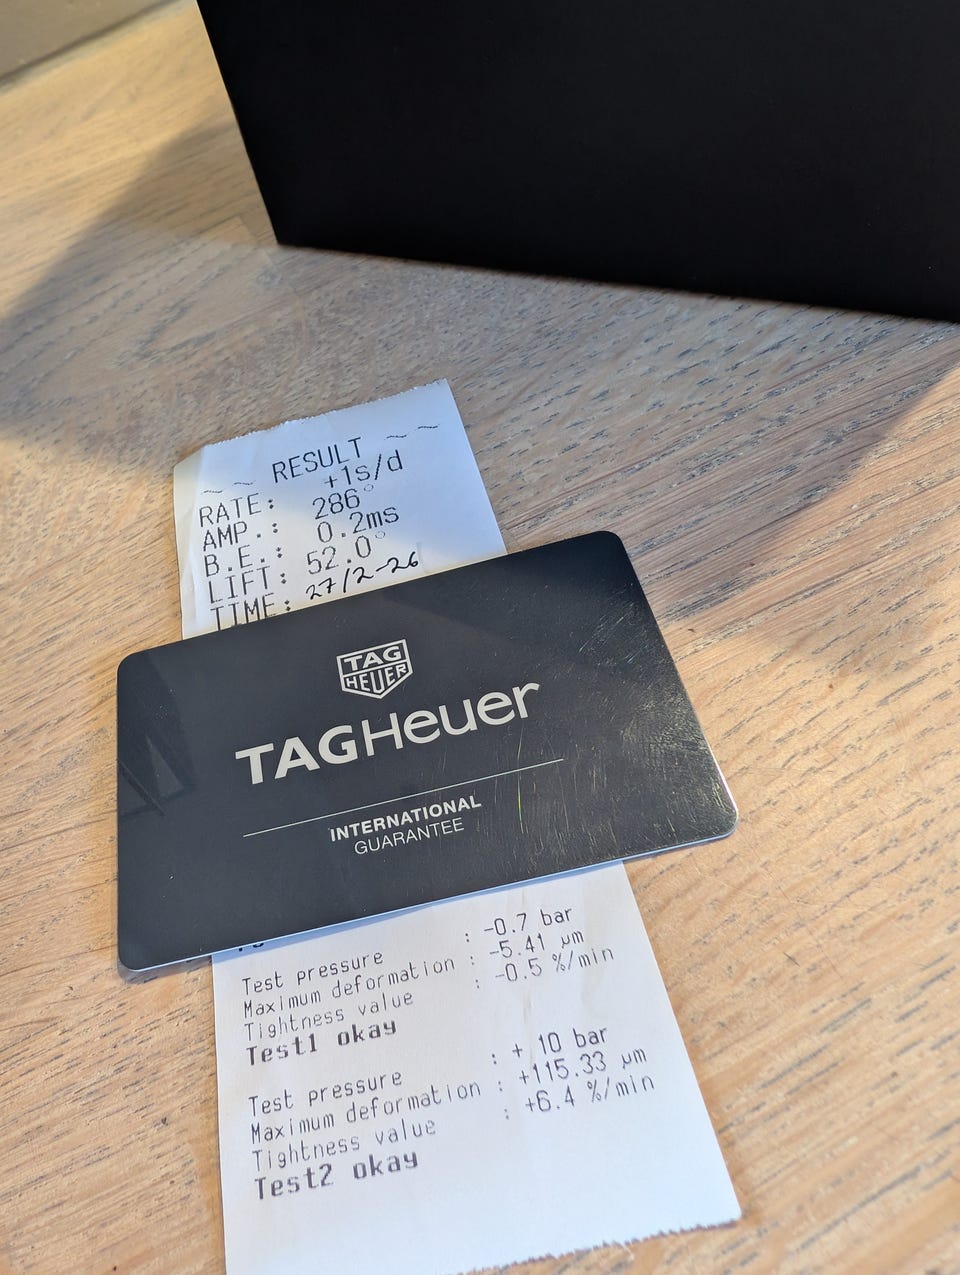 RESULT
RATE: +1s/d
AMP.: 286°
B.E.: 0.2ms
LIFT: 52.0°
TIME: 27/2-26
TAG
HEUER
TAGHeuer
INTERNATIONAL
GUARANTEE
Test pressure : -0.7 bar
Maximum deformation : -5.41 µm
Tightness value : -0.5 %/min
Test1 okay
Test pressure : + 10 bar
Maximum deformation : +115.33 µm
Tightness value : +6.4 %/min
Test2 okay